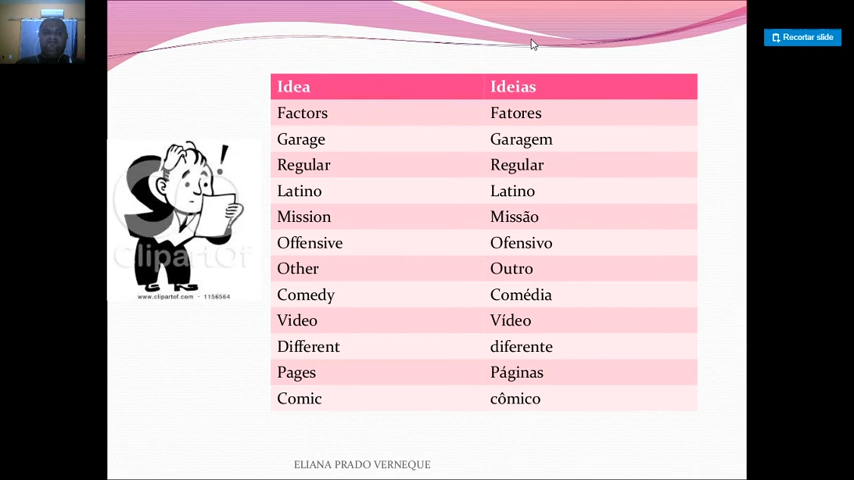 Recortar slide
Idea Ideias
Factors Fatores
Garage Garagem
Regular Regular
Latino Latino
Mission Missão
Offensive Ofensivo
Other Outro
Comedy Comédia
Video Vídeo
Different diferente
Pages Páginas
Comic cômico
ClipartOf
www.clipartof.com - 1156564
ELIANA PRADO VERNEQUE